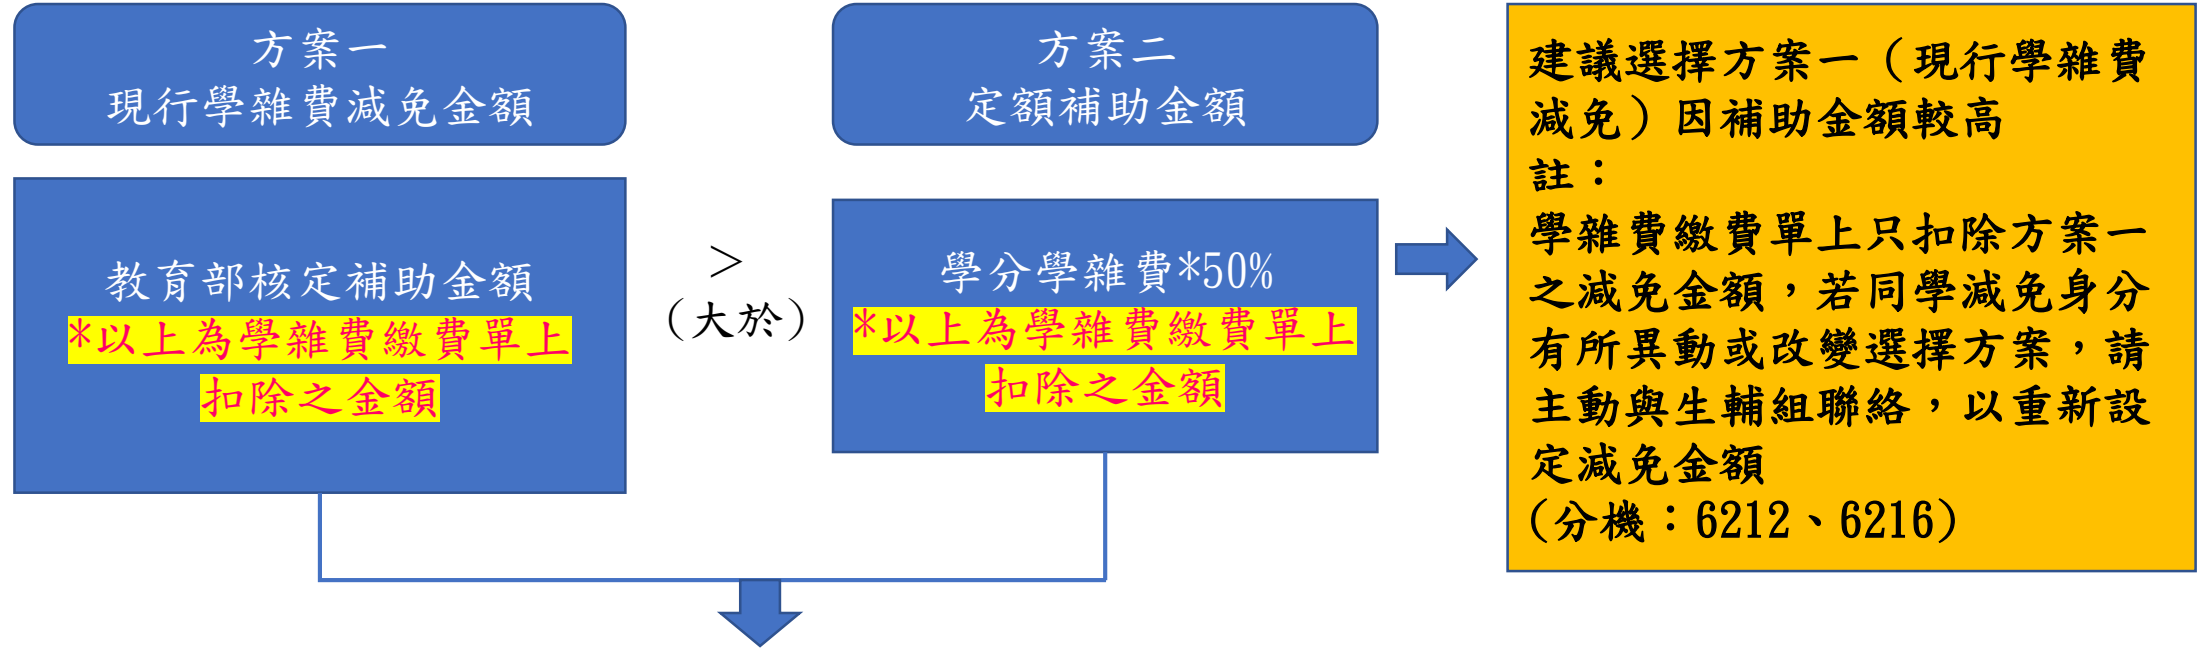 方案一
現行學雜費減免金額
教育部核定補助金額
*以上為學雜費繳費單上
扣除之金額
>
(大於)
方案二
定額補助金額
學分學雜費*50%
*以上為學雜費繳費單上
扣除之金額
建議選擇方案一（現行學雜費
減免）因補助金額較高
註：
學雜費繳費單上只扣除方案一
之減免金額，若同學減免身分
有所異動或改變選擇方案，請
主動與生輔組聯絡，以重新設
定減免金額
(分機：6212、6216)